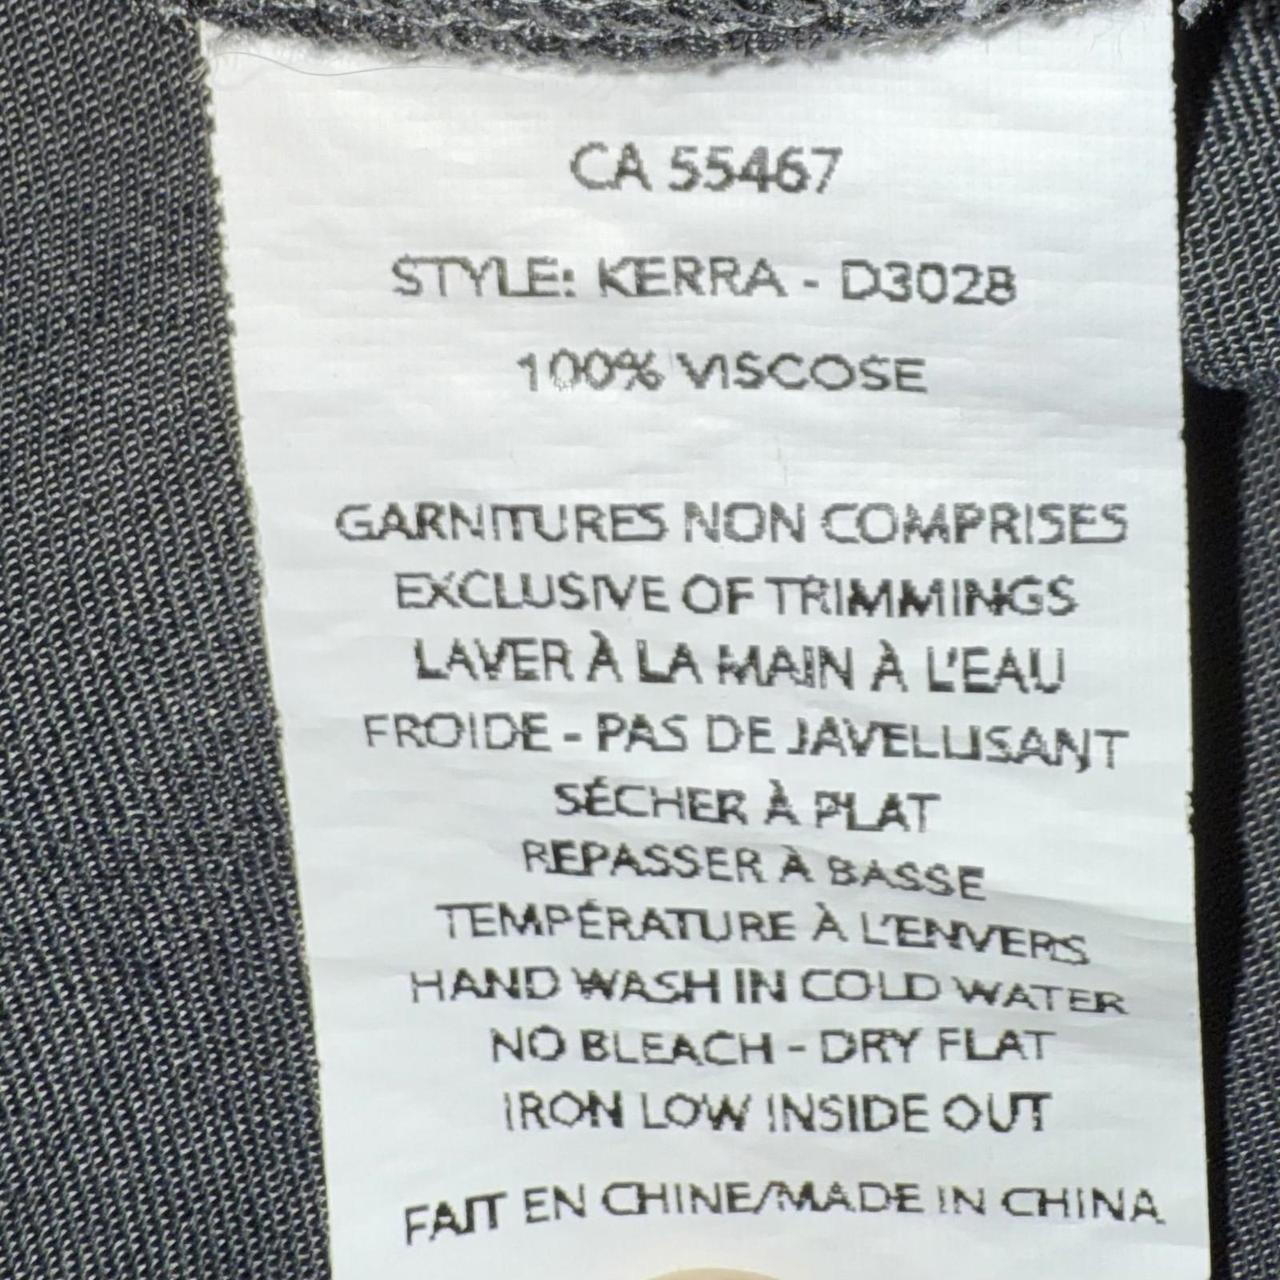 CA 55467
STYLE: KERRA - D3028
100% VISCOSE
GARNITURES NON COMPRISES
EXCLUSIVE OF TRIMMINGS
LAVER À LA MAIN À L'EAU
FROIDE - PAS DE JAVELLISANT
SÉCHER À PLAT
REPASSER À BASSE
TEMPÉRATURE À L'ENVERS
HAND WASH IN COLD WATER
NO BLEACH - DRY FLAT
IRON LOW INSIDE OUT
FAIT EN CHINE/MADE IN CHINA